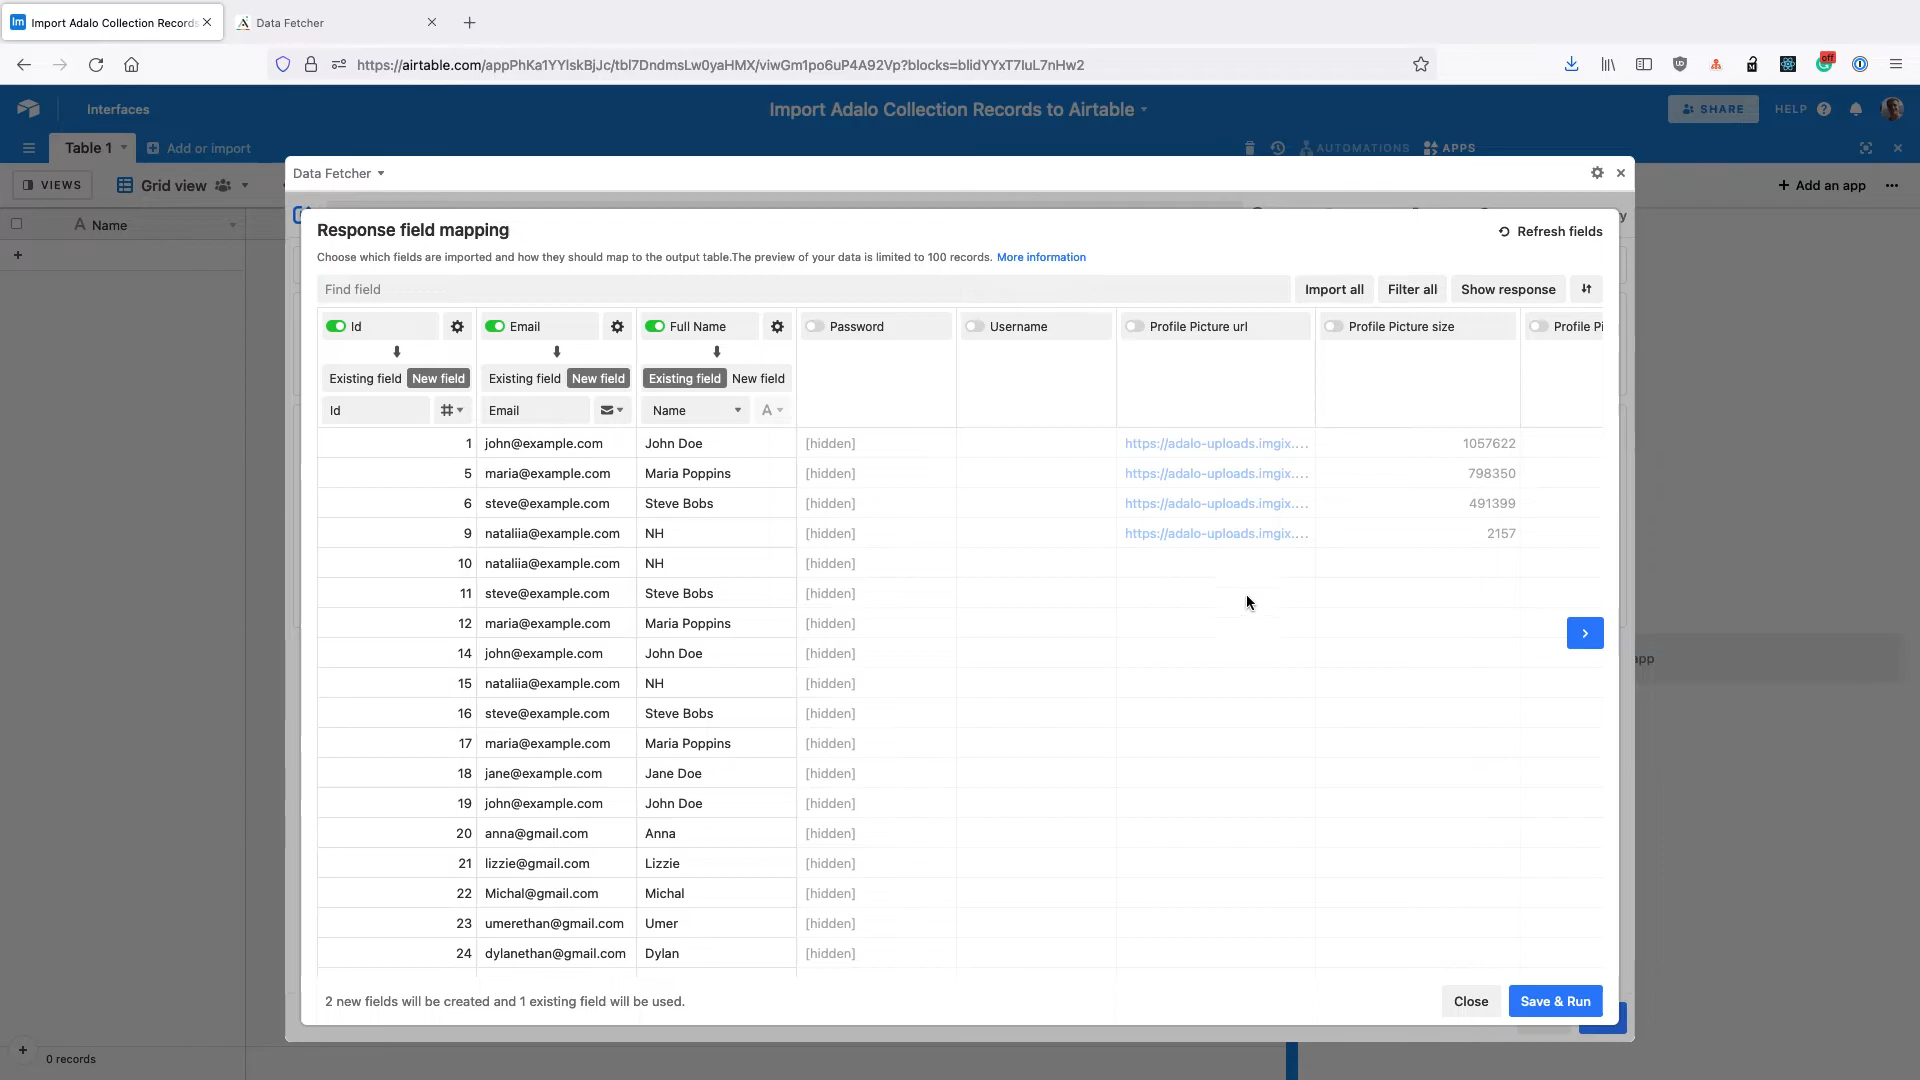 Import Adalo Collection Records
Data Fetcher
https://airtable.com/appPhKa1YYlskBjJc/tbl7DndmsLw0yaHMX/viwGm1po6uP4A92Vp?blocks=blidYYxT7luL7nHw2
off
Interfaces
Import Adalo Collection Records to Airtable
SHARE
HELP
Table 1
Add or import
AUTOMATIONS
APPS
VIEWS
Grid view
Data Fetcher
Add an app
Name
Response field mapping
Refresh fields
Choose which fields are imported and how they should map to the output table.The preview of your data is limited to 100 records. More information
Find field
Import all
Filter all
Show response
Id
Email
Full Name
Password
Username
Profile Picture url
Profile Picture size
Profile Pi
Existing field New field
Existing field New field
Existing field New field
Id
Email
Name
1 john@example.com John Doe [hidden] https://adalo-uploads.imgix.... 1057622
5 maria@example.com Maria Poppins [hidden] https://adalo-uploads.imgix.... 798350
6 steve@example.com Steve Bobs [hidden] https://adalo-uploads.imgix.... 491399
9 nataliia@example.com NH [hidden] https://adalo-uploads.imgix.... 2157
10 nataliia@example.com NH [hidden]
11 steve@example.com Steve Bobs [hidden]
12 maria@example.com Maria Poppins [hidden]
14 john@example.com John Doe [hidden]
15 nataliia@example.com NH [hidden]
16 steve@example.com Steve Bobs [hidden]
17 maria@example.com Maria Poppins [hidden]
18 jane@example.com Jane Doe [hidden]
19 john@example.com John Doe [hidden]
20 anna@gmail.com Anna [hidden]
21 lizzie@gmail.com Lizzie [hidden]
22 Michal@gmail.com Michal [hidden]
23 umerethan@gmail.com Umer [hidden]
24 dylanethan@gmail.com Dylan [hidden]
app
2 new fields will be created and 1 existing field will be used.
Close
Save & Run
0 records